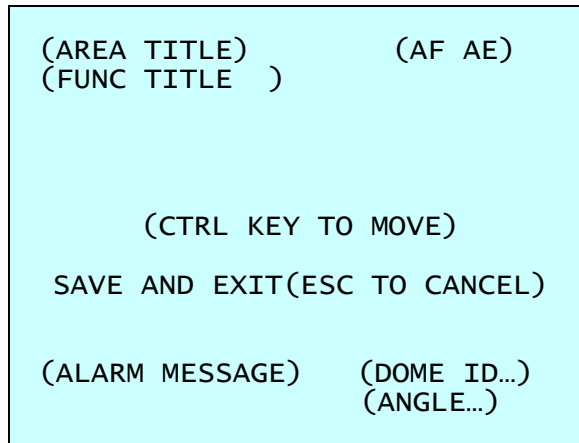 (AREA TITLE) (AF AE)
(FUNC TITLE )
(CTRL KEY TO MOVE)
SAVE AND EXIT(ESC TO CANCEL)
(ALARM MESSAGE) (DOME ID…)
(ANGLE…)